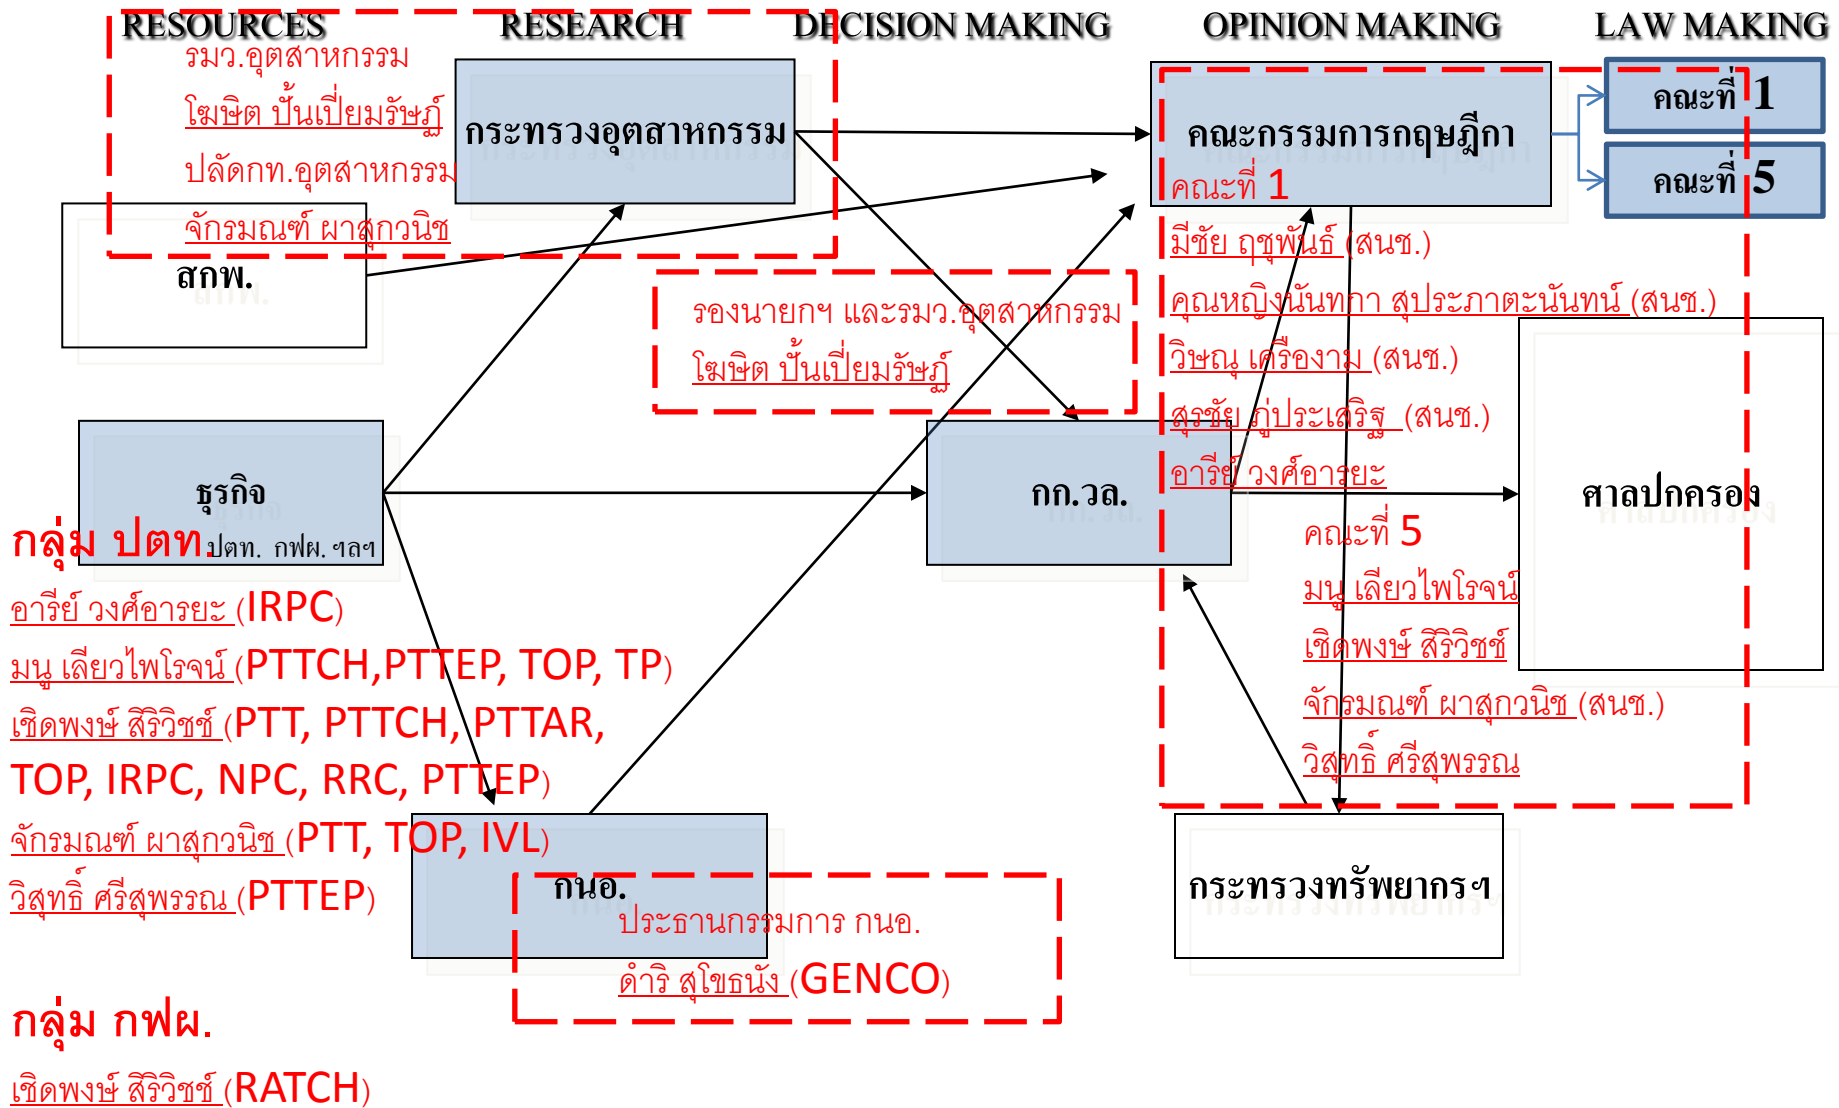 RESOURCES
RESEARCH
DECISION MAKING
OPINION MAKING
LAW MAKING
รมว.อุตสาหกรรม
โฆษิต ปั้นเปี่ยมรัษฎ์
ปลัดกท.อุตสาหกรรม
จักรมณฑ์ ผาสุกวนิช
กระทรวงอุตสาหกรรม
คณะกรรมการกฤษฎีกา
คณะที่ 1
คณะที่ 5
สกพ.
รองนายกฯ และรมว.อุตสาหกรรม
โฆษิต ปั้นเปี่ยมรัษฎ์
คณะที่ 1
มีชัย ฤชุพันธ์ (สนช.)
คุณหญิงนันทกา สุประภาตะนันทน์ (สนช.)
วิษณุ เครืองาม (สนช.)
สุรชัย ภู่ประเสริฐ (สนช.)
อารีย์ วงศ์อารยะ
คณะที่ 5
มนู เลียวไพโรจน์
เชิดพงษ์ สิริวิชช์
จักรมณฑ์ ผาสุกวนิช (สนช.)
วิสุทธิ์ ศรีสุพรรณ
ธุรกิจ
ปตท. กฟผ. ฯลฯ
กก.วล.
ศาลปกครอง
กลุ่ม ปตท.
อารีย์ วงศ์อารยะ (IRPC)
มนู เลียวไพโรจน์ (PTTCH,PTTEP, TOP, TP)
เชิดพงษ์ สิริวิชช์ (PTT, PTTCH, PTTAR,
TOP, IRPC, NPC, RRC, PTTEP)
จักรมณฑ์ ผาสุกวนิช (PTT, TOP, IVL)
วิสุทธิ์ ศรีสุพรรณ (PTTEP)
กนอ.
ประธานกรรมการ กนอ.
ดำริ สุโขธนัง (GENCO)
กระทรวงทรัพยากรฯ
กลุ่ม กฟผ.
เชิดพงษ์ สิริวิชช์ (RATCH)